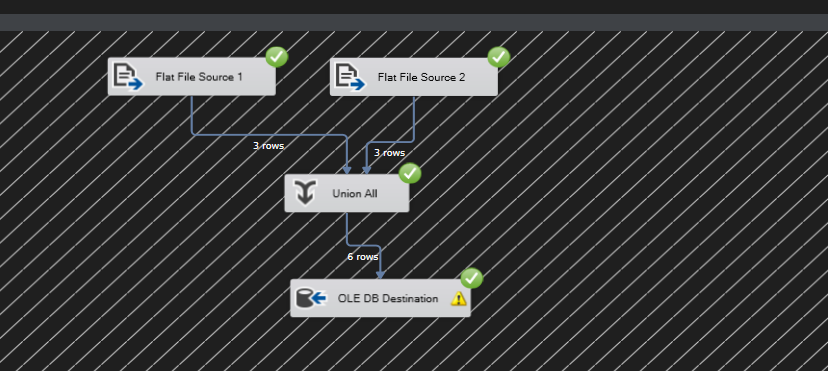 Flat File Source 1
Flat File Source 2
3 rows
3 rows
Union All
6 rows
OLE DB Destination